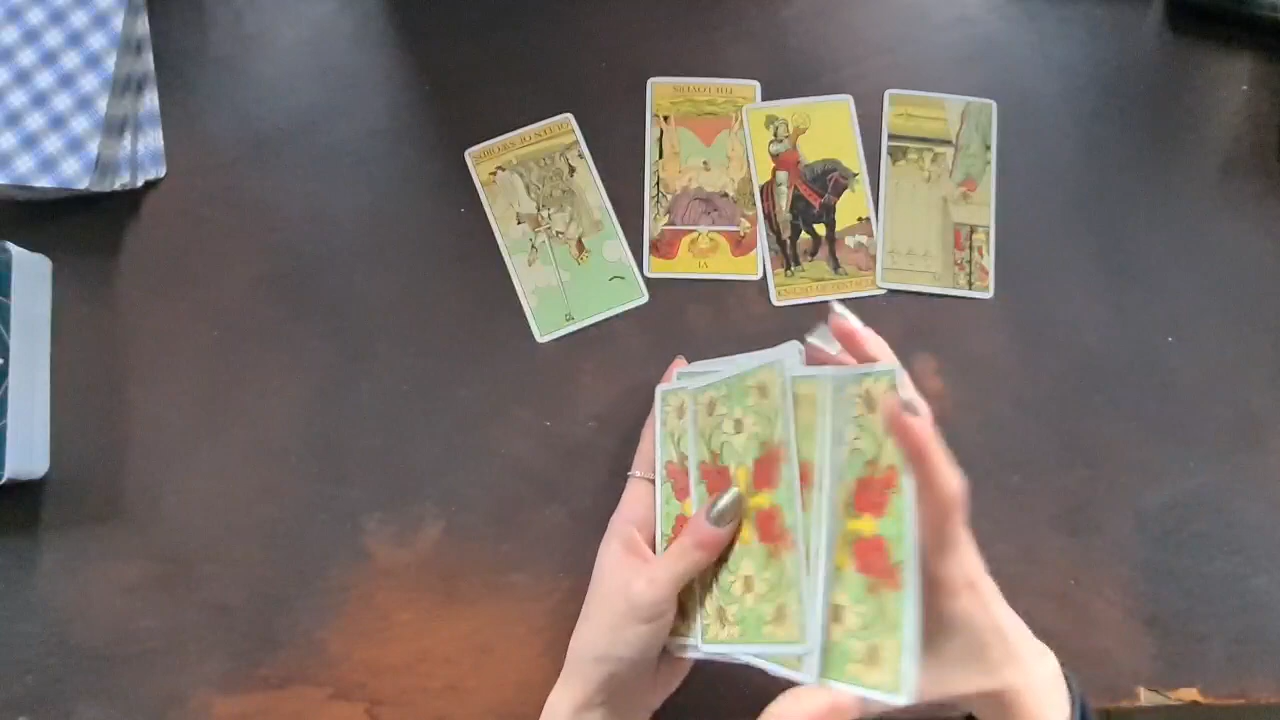 QUEEN OF SWORDS
THE LOVERS
VI
KNIGHT OF PENTACLES